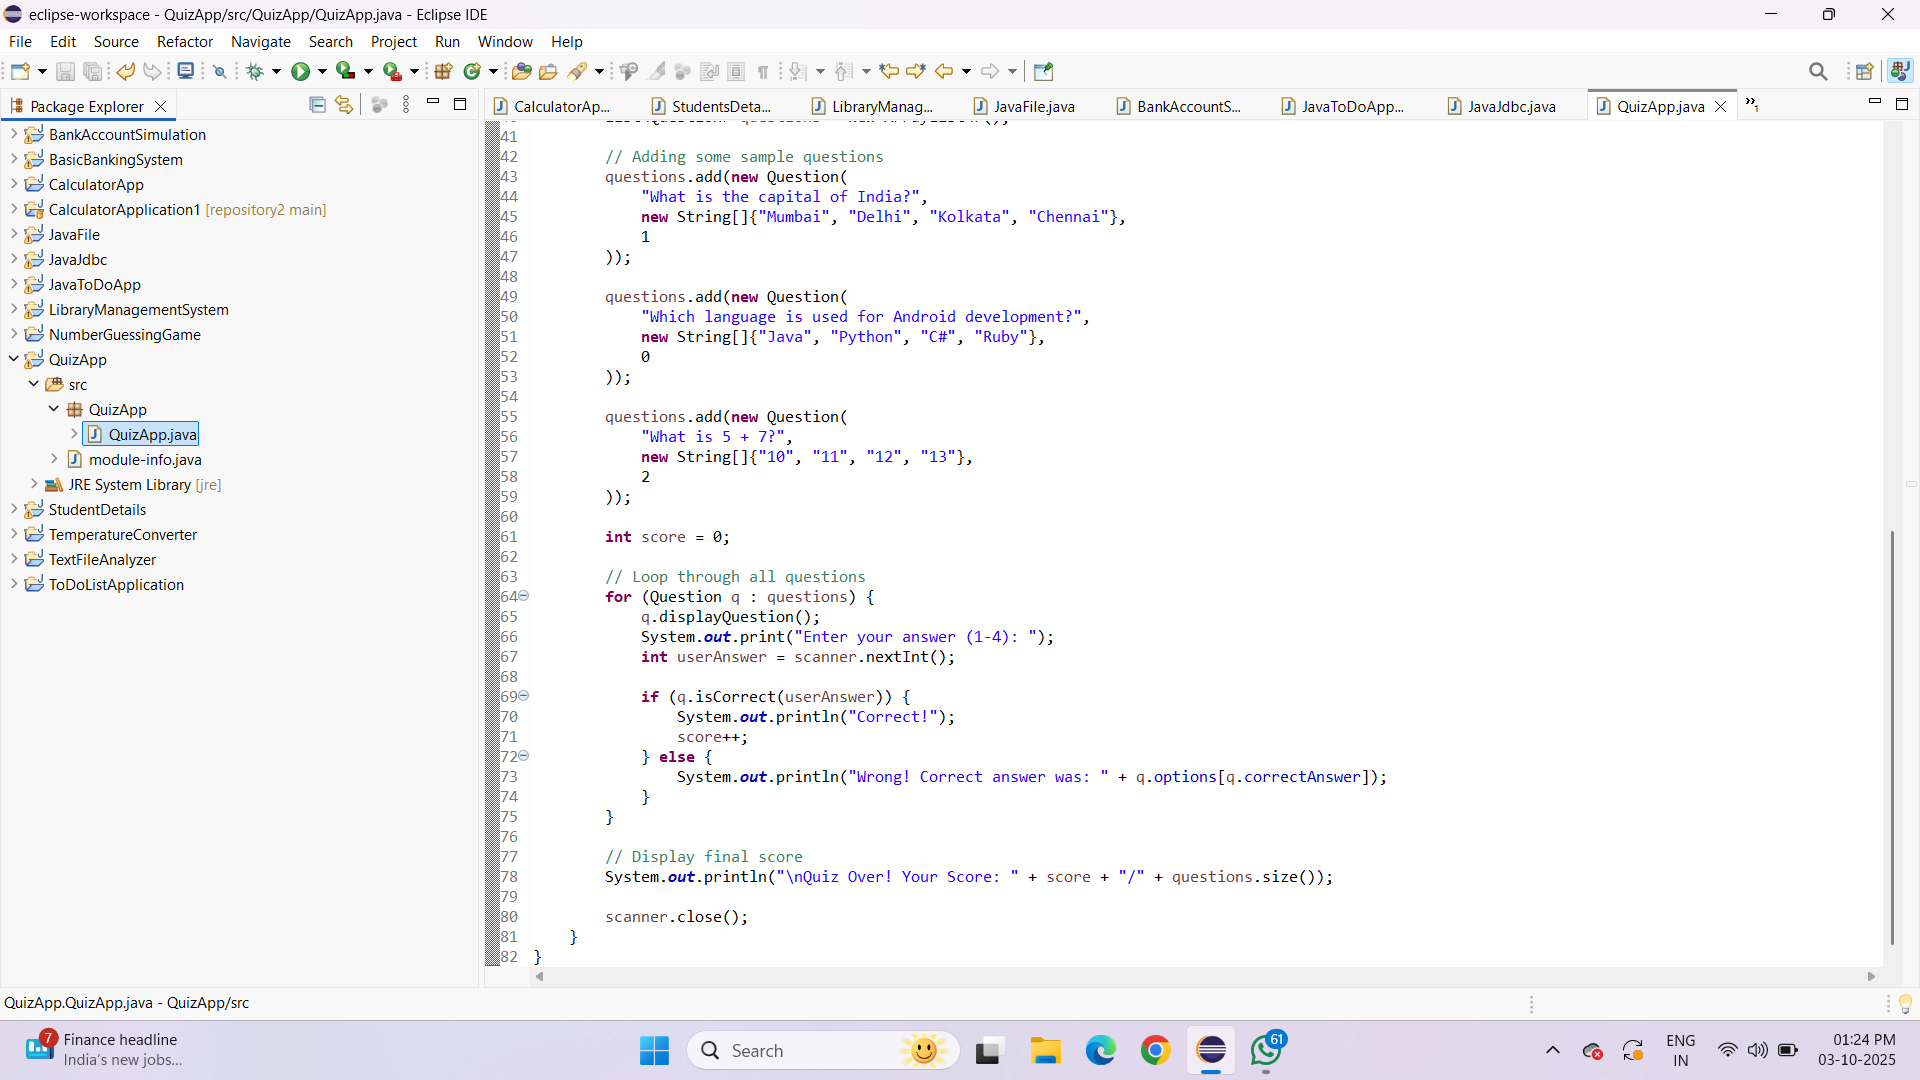 eclipse-workspace - QuizApp/src/QuizApp/QuizApp.java - Eclipse IDE
File Edit Source Refactor Navigate Search Project Run Window Help
Package Explorer
BankAccountSimulation
BasicBankingSystem
CalculatorApp
CalculatorApplication1 [repository2 main]
JavaFile
JavaJdbc
JavaToDoApp
LibraryManagementSystem
NumberGuessingGame
QuizApp
src
QuizApp
QuizApp.java
module-info.java
JRE System Library [jre]
StudentDetails
TemperatureConverter
TextFileAnalyzer
ToDoListApplication
CalculatorAp... StudentsDeta... LibraryManag... JavaFile.java BankAccountS... JavaToDoApp... JavaJdbc.java QuizApp.java »1
41
42 // Adding some sample questions
43 questions.add(new Question(
44 "What is the capital of India?",
45 new String[]{"Mumbai", "Delhi", "Kolkata", "Chennai"},
46 1
47 ));
48
49 questions.add(new Question(
50 "Which language is used for Android development?",
51 new String[]{"Java", "Python", "C#", "Ruby"},
52 0
53 ));
54
55 questions.add(new Question(
56 "What is 5 + 7?",
57 new String[]{"10", "11", "12", "13"},
58 2
59 ));
60
61 int score = 0;
62
63 // Loop through all questions
64 for (Question q : questions) {
65 q.displayQuestion();
66 System.out.print("Enter your answer (1-4): ");
67 int userAnswer = scanner.nextInt();
68
69 if (q.isCorrect(userAnswer)) {
70 System.out.println("Correct!");
71 score++;
72 } else {
73 System.out.println("Wrong! Correct answer was: " + q.options[q.correctAnswer]);
74 }
75 }
76
77 // Display final score
78 System.out.println("\nQuiz Over! Your Score: " + score + "/" + questions.size());
79
80 scanner.close();
81 }
82 }
QuizApp.QuizApp.java - QuizApp/src
7
Finance headline
India's new jobs...
Search
61
ENG
IN
01:24 PM
03-10-2025